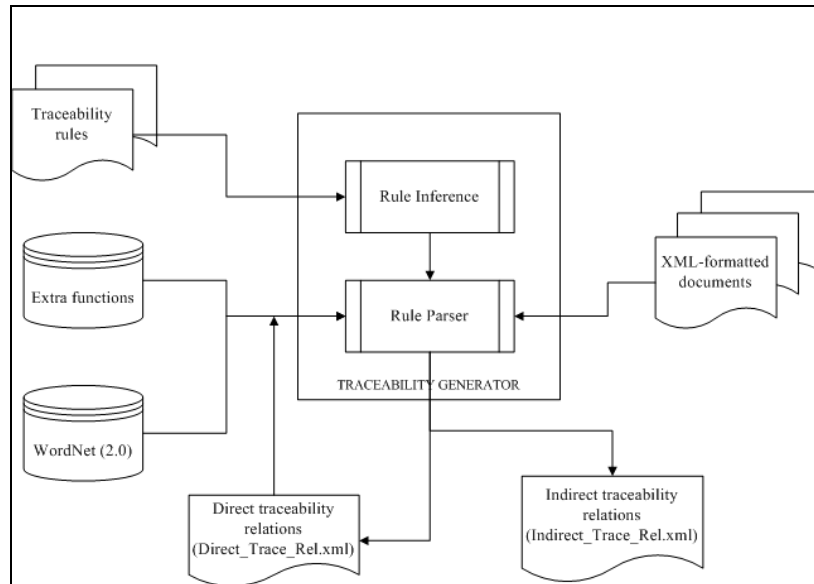 Traceability
rules
Rule Inference
Extra functions
Rule Parser
XML-formatted
documents
TRACEABILITY GENERATOR
WordNet (2.0)
Direct traceability
relations
(Direct_Trace_Rel.xml)
Indirect traceability
relations
(Indirect_Trace_Rel.xml)